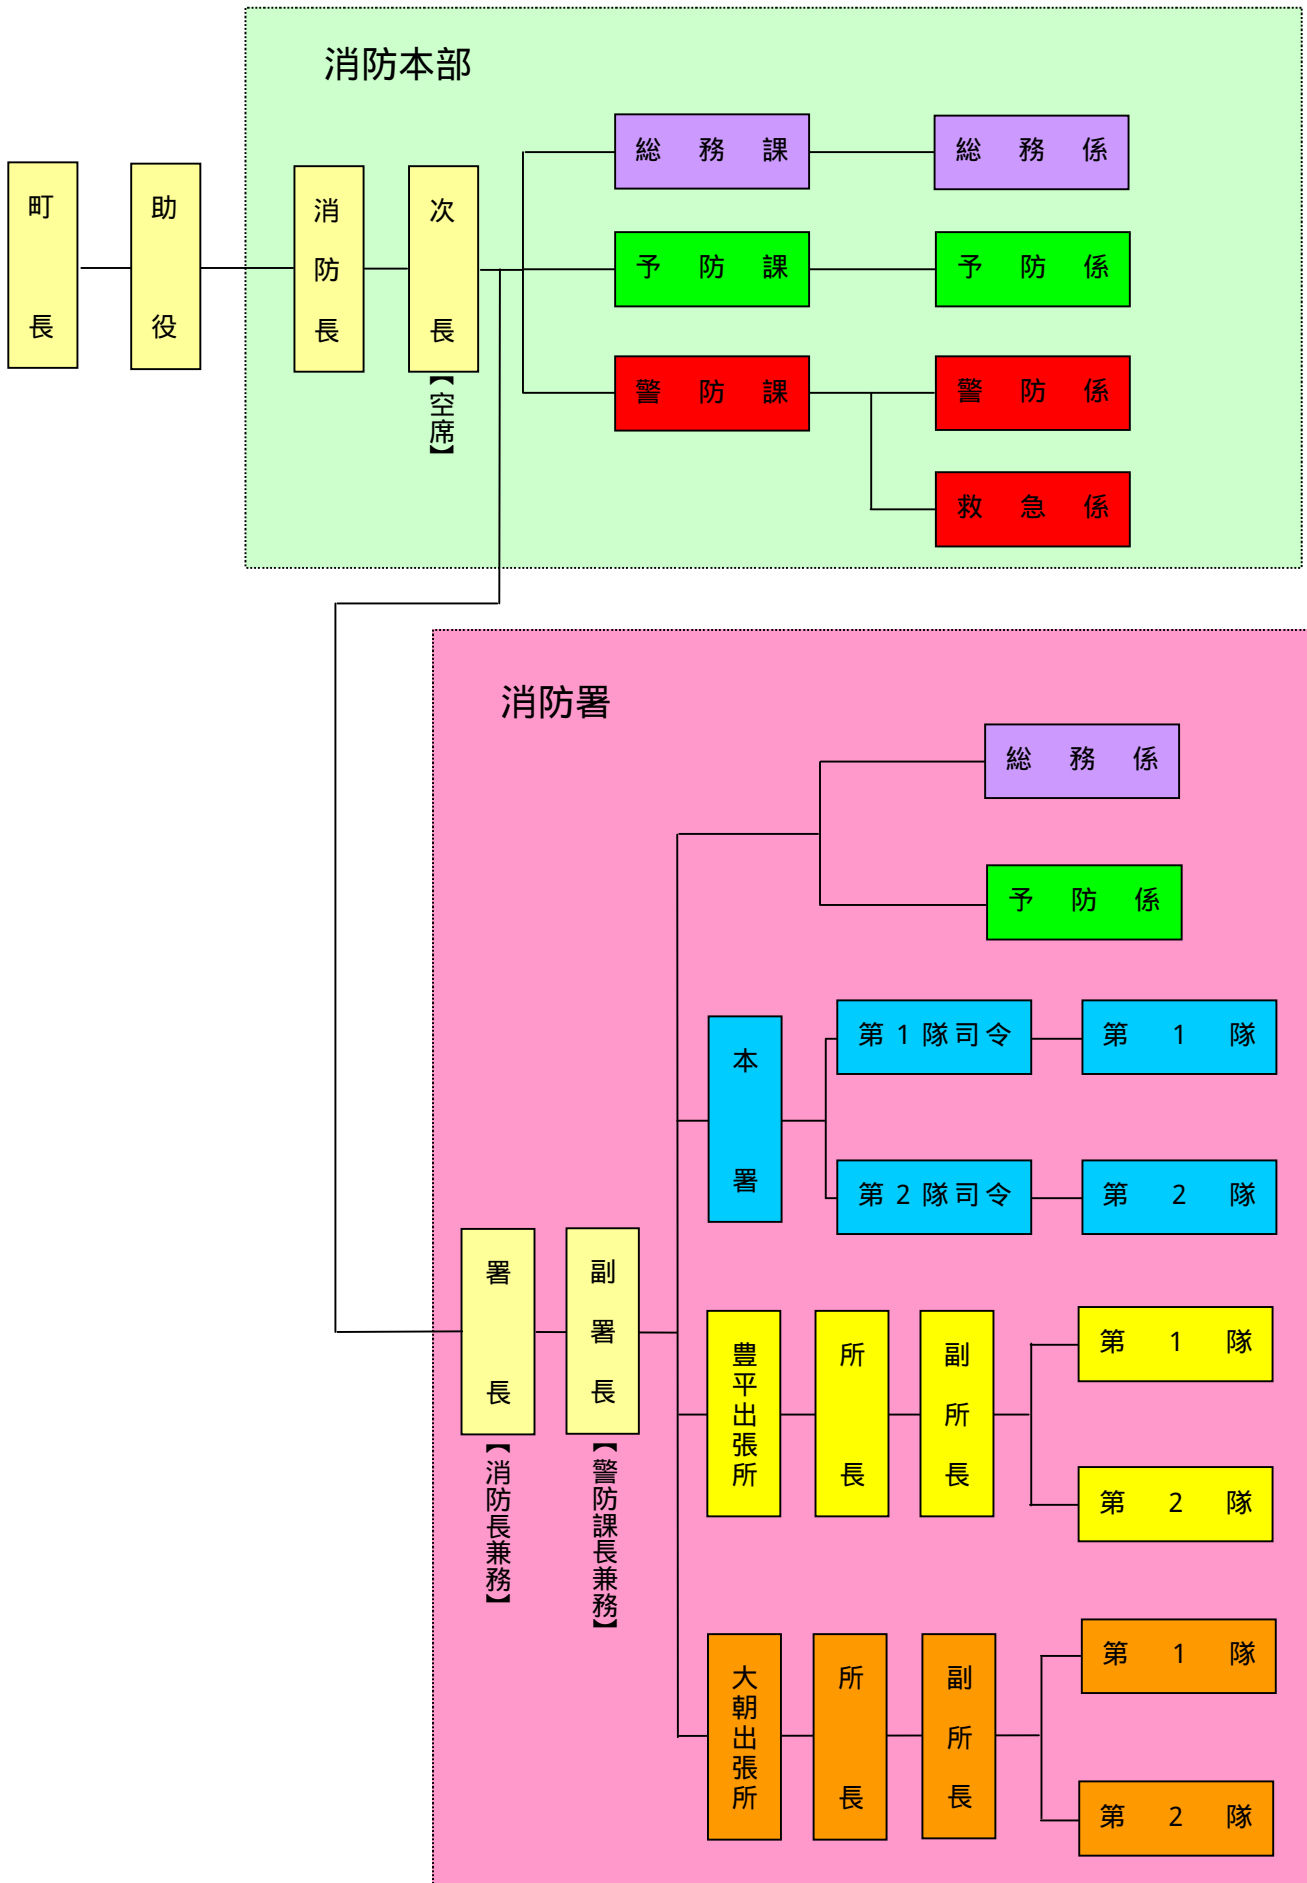 消防本部
町長
助役
消防長
次長
【空席】
総務課
総務係
予防課
予防係
警防課
警防係
救急係
消防署
総務係
予防係
署長
【消防長兼務】
副署長
【警防課長兼務】
本署
第1隊司令
第1隊
第2隊司令
第2隊
豊平出張所
所長
副所長
第1隊
第2隊
大朝出張所
所長
副所長
第1隊
第2隊